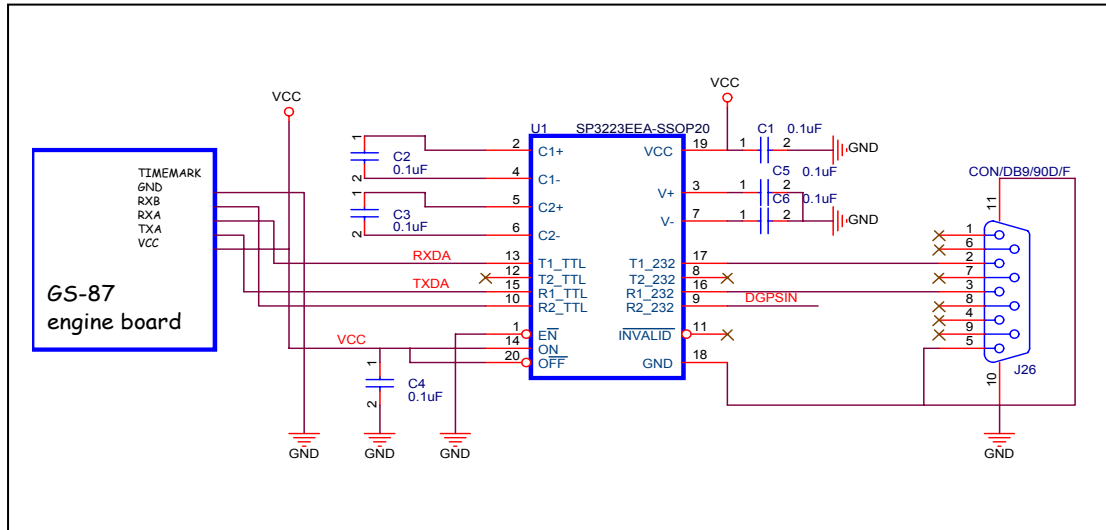 VCC
VCC
U1
SP3223EEA-SSOP20
TIMEMARK
GND
RXB
RXA
TXA
VCC
GS-87
engine board
1
C2
0.1uF
2
1
C3
0.1uF
2
2 C1+
4 C1-
5 C2+
6 C2-
RXDA 13 T1_TTL
12 T2_TTL
TXDA 15 R1_TTL
10 R2_TTL
1 EN
VCC 14 ON
20 OFF
VCC 19
V+ 3
V- 7
T1_232 17
T2_232 8
R1_232 16
R2_232 9 DGPSIN
INVALID 11
GND 18
C1 0.1uF
1 2 GND
C5
1 2 0.1uF
C6
1 2 0.1uF
GND
1
C4
0.1uF
2
GND
GND
GND
CON/DB9/90D/F
11
1
6
2
7
3
8
4
9
5
J26
10
GND